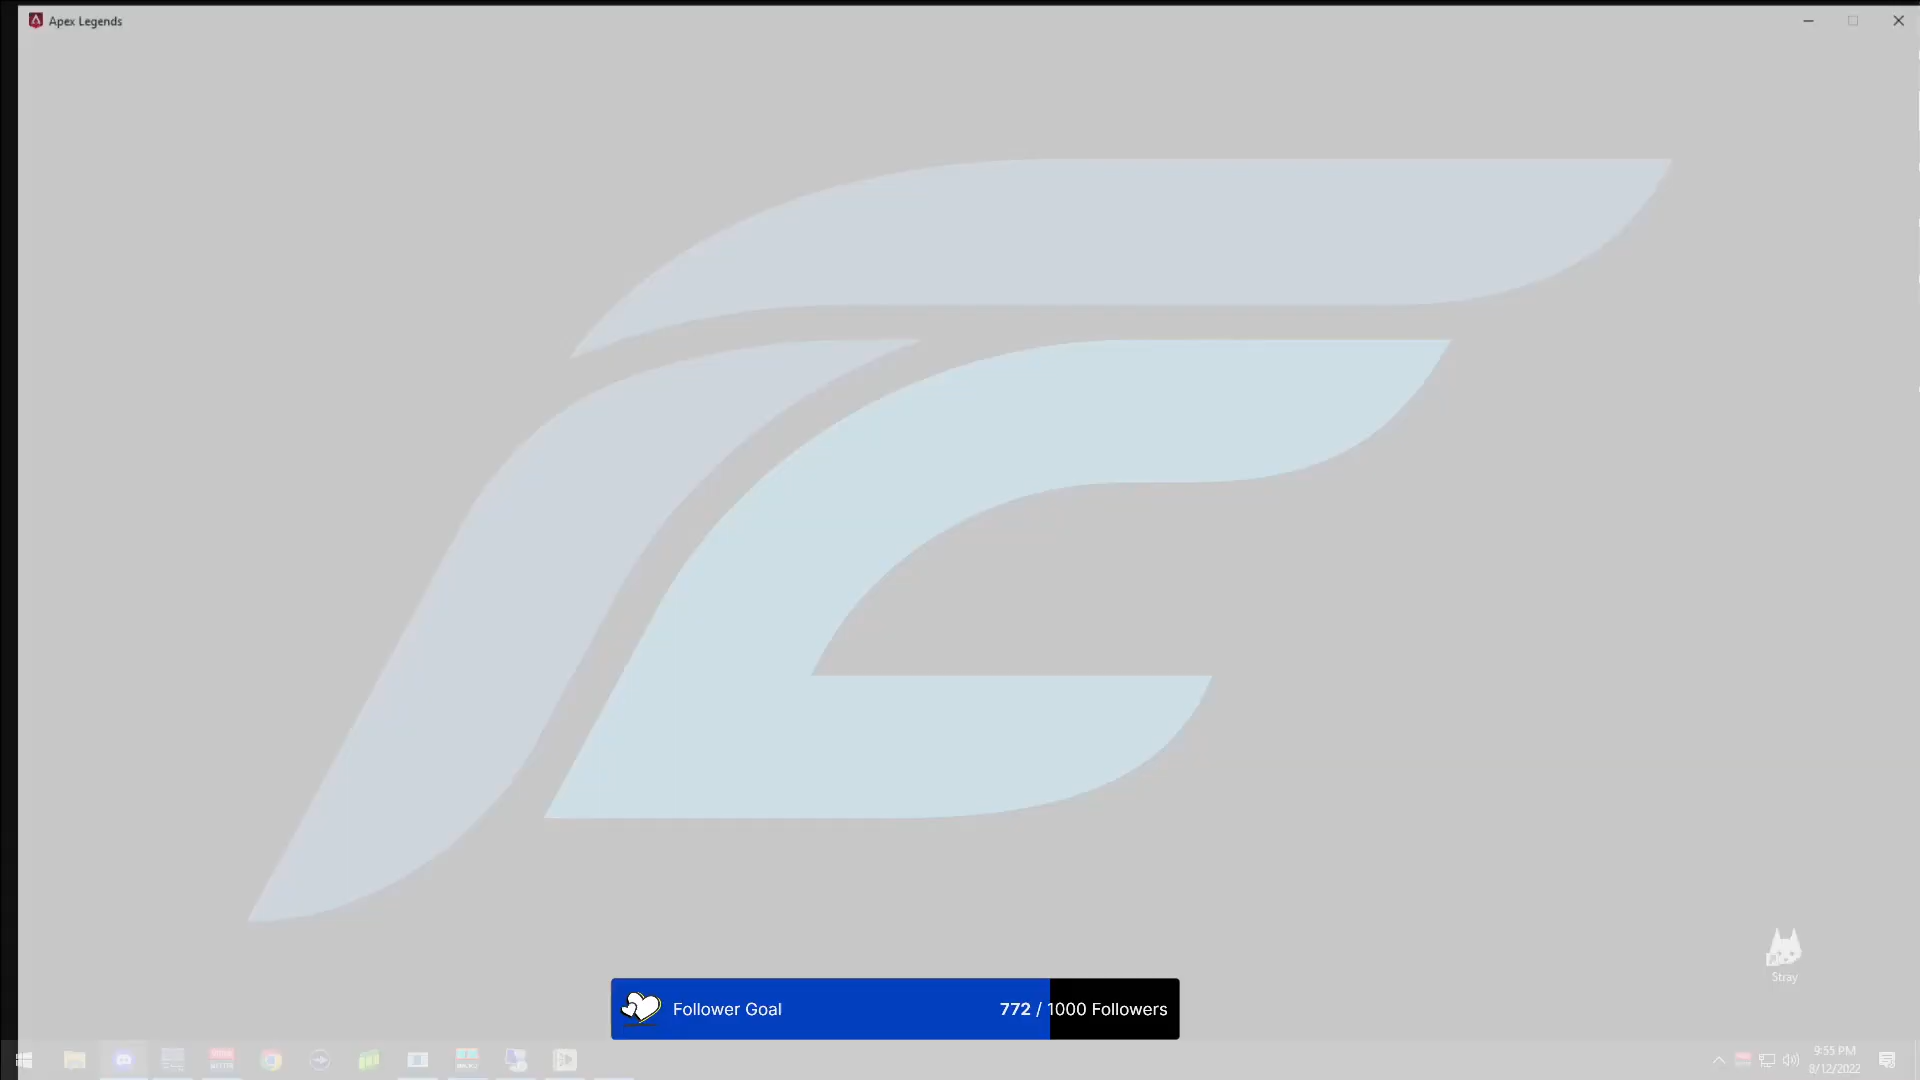 Apex Legends
Stray
Follower Goal
772 / 1000 Followers
9:55 PM
8/12/2022